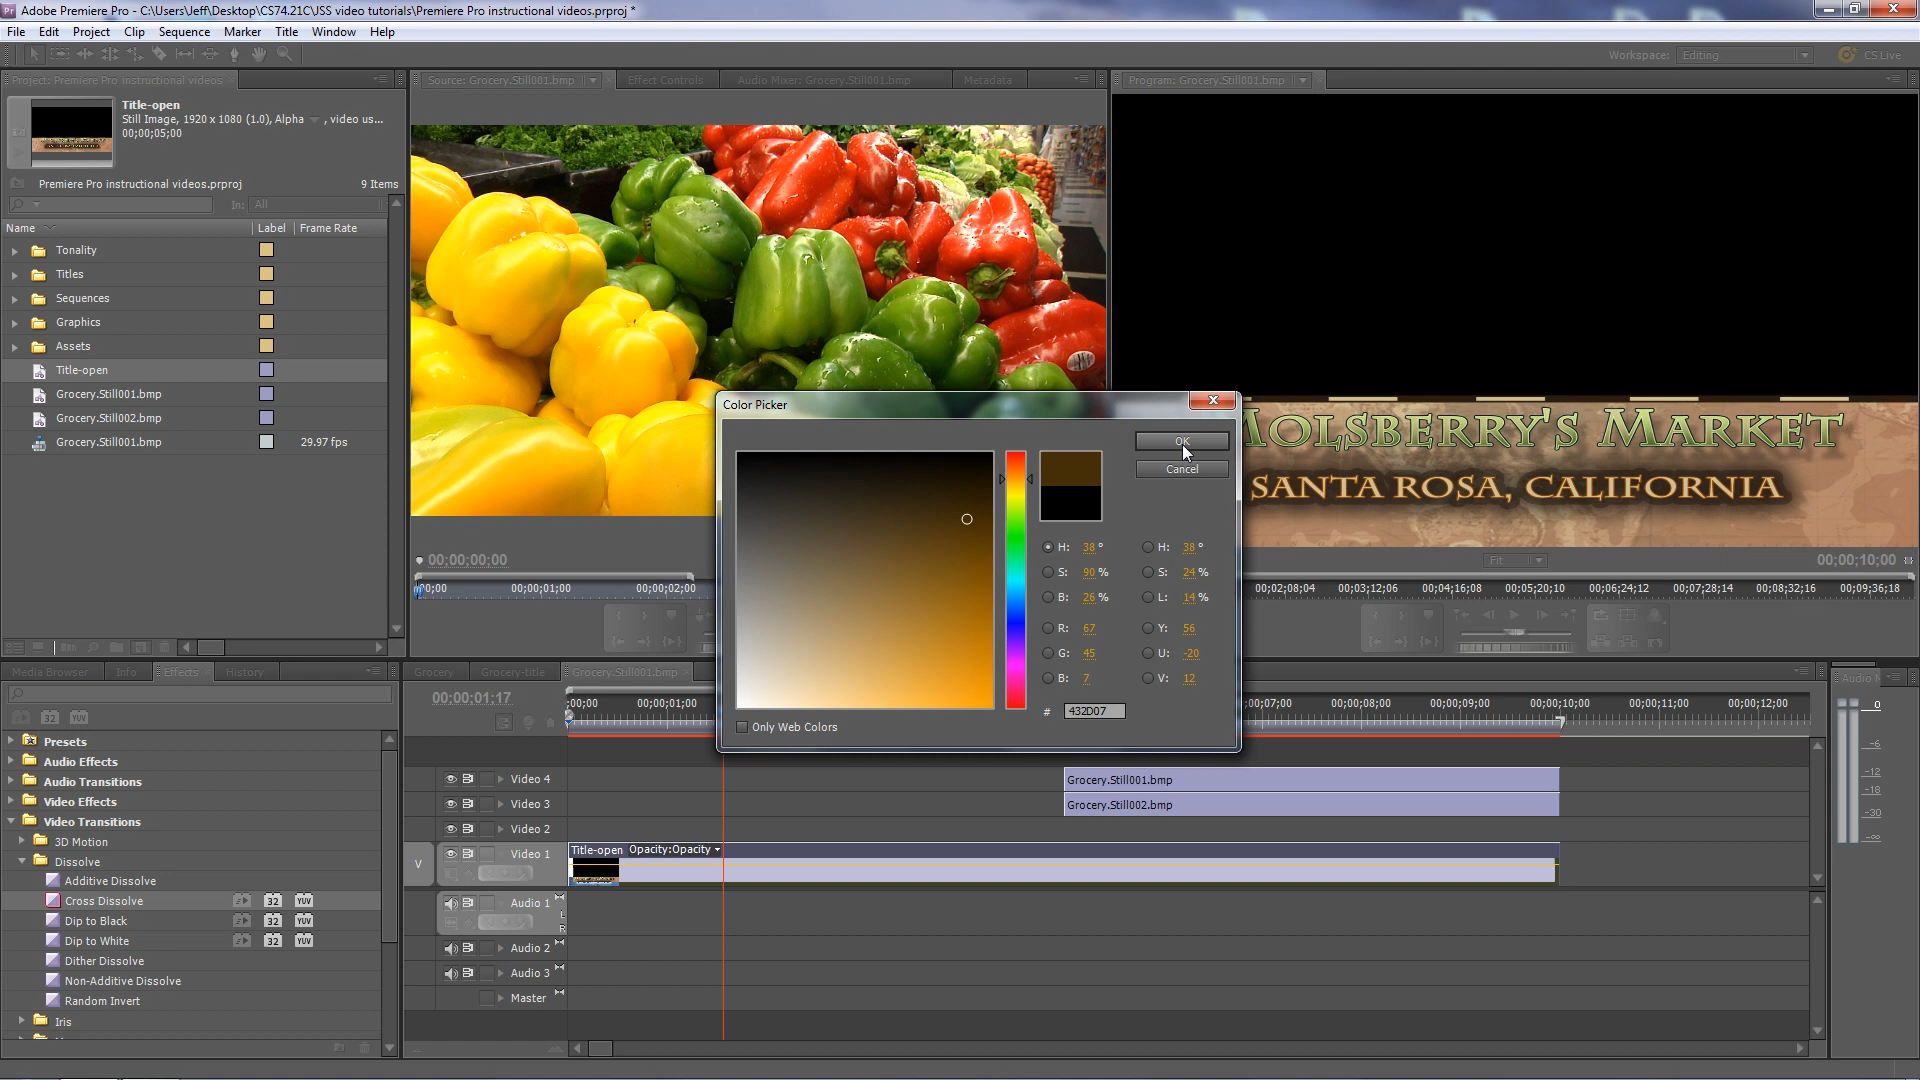 Adobe Premiere Pro - C:\Users\Jeff\Desktop\CS74.21C\JSS video tutorials\Premiere Pro instructional videos.prproj *
File Edit Project Clip Sequence Marker Title Window Help
Workspace: Editing CS Live
Project: Premiere Pro instructional videos
Title-open
Still Image, 1920 x 1080 (1.0), Alpha , video us...
00;00;05;00
Premiere Pro instructional videos.prproj 9 Items
In: All
Name Label Frame Rate
Tonality
Titles
Sequences
Graphics
Assets
Title-open
Grocery.Still001.bmp
Grocery.Still002.bmp
Grocery.Still001.bmp 29.97 fps
Source: Grocery.Still001.bmp Effect Controls Audio Mixer: Grocery.Still001.bmp Metadata
00;00;00;00
00;00;01;00 00;00;02;00
Program: Grocery.Still001.bmp
Molsberry's Market
Santa Rosa, California
Fit 00;00;10;00
00;02;08;04 00;03;12;06 00;04;16;08 00;05;20;10 00;06;24;12 00;07;28;14 00;08;32;16 00;09;36;18
Color Picker
OK
Cancel
H: 38 ° H: 38 °
S: 90 % S: 24 %
B: 26 % L: 14 %
R: 67 Y: 56
G: 45 U: -20
B: 7 V: 12
# 432D07
Only Web Colors
Media Browser Info Effects History
32 YUV
Presets
Audio Effects
Audio Transitions
Video Effects
Video Transitions
3D Motion
Dissolve
Additive Dissolve
Cross Dissolve 32 YUV
Dip to Black 32 YUV
Dip to White 32 YUV
Dither Dissolve
Non-Additive Dissolve
Random Invert
Iris
Grocery Grocery-title Grocery.Still001.bmp
00;00;01;17
;00;00 00;00;01;00 ;00;07;00 00;00;08;00 00;00;09;00 00;00;10;00 00;00;11;00 00;00;12;00
Video 4 Grocery.Still001.bmp
Video 3 Grocery.Still002.bmp
Video 2
V Video 1 Title-open Opacity:Opacity
Audio 1
L
R
Audio 2
Audio 3
Master
Audio
0
-6
-12
-18
-30
-∞